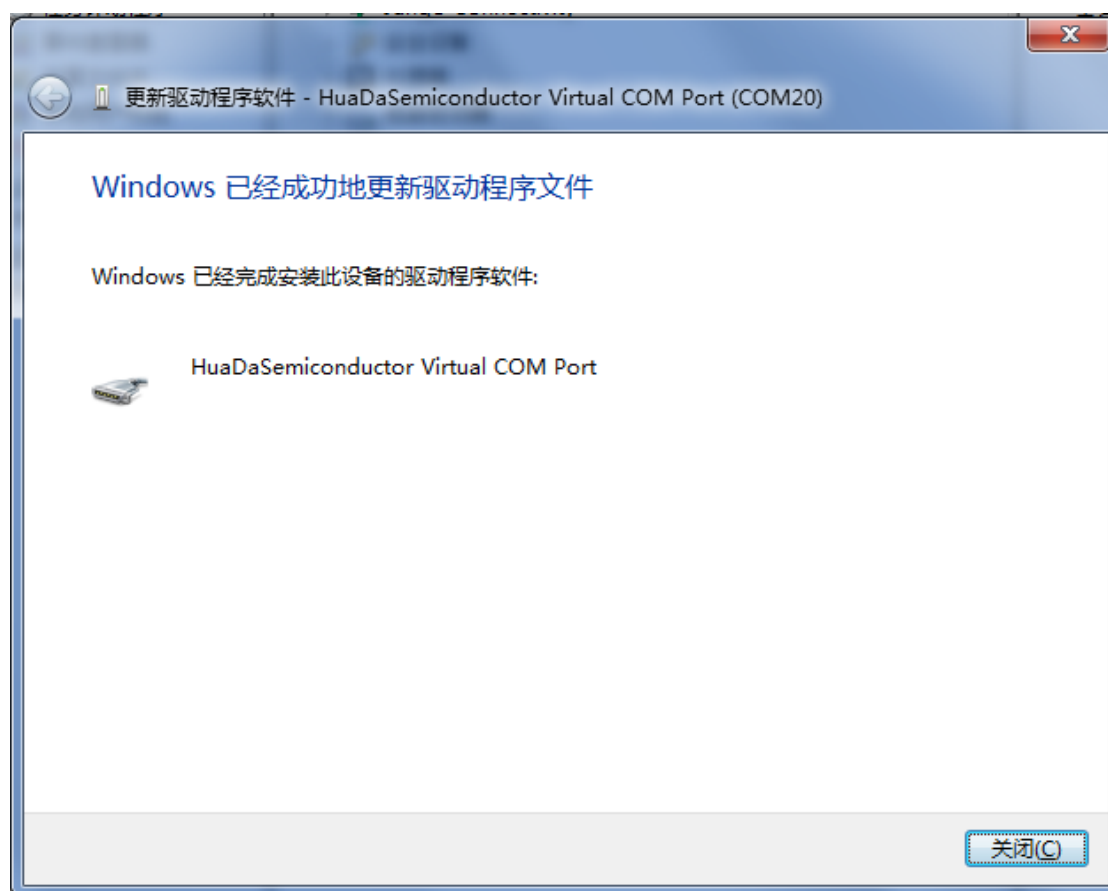 更新驱动程序软件 - HuaDaSemiconductor Virtual COM Port (COM20)
Windows 已经成功地更新驱动程序文件
Windows 已经完成安装此设备的驱动程序软件:
HuaDaSemiconductor Virtual COM Port
关闭(C)